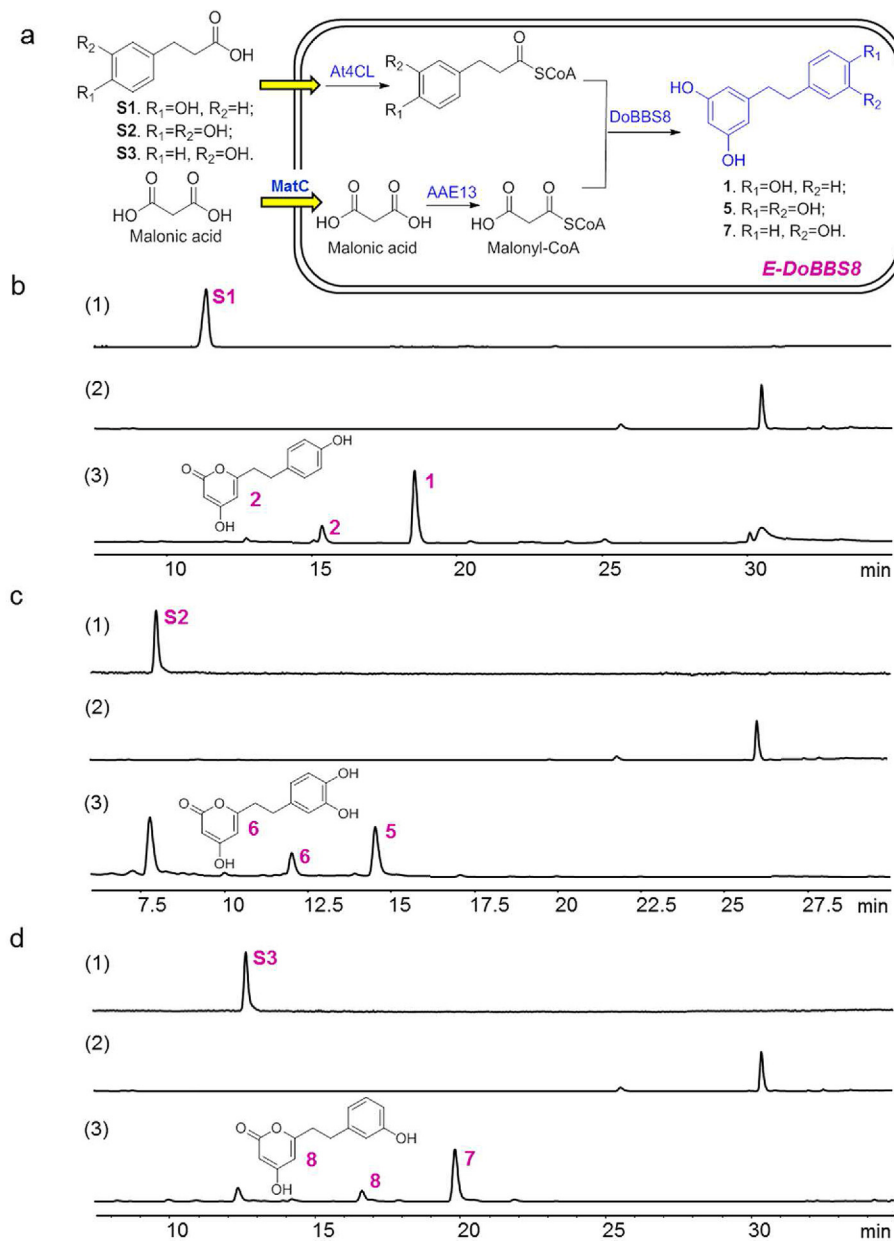 a
R2
O
OH
R1
S1. R1=OH, R2=H;
S2. R1=R2=OH;
S3. R1=H, R2=OH.
O O
HO OH
Malonic acid
MatC
At4CL
R2
R1
O
SCoA
O O
HO OH
Malonic acid
AAE13
O O
HO SCoA
Malonyl-CoA
DoBBS8
HO
OH
R1
R2
1. R1=OH, R2=H;
5. R1=R2=OH;
7. R1=H, R2=OH.
E-DoBBS8
b
(1)
S1
(2)
(3)
O O
OH
OH
2
2
1
10 15 20 25 30 min
c
(1)
S2
(2)
(3)
O O
OH
OH
OH
6
6
5
7.5 10 12.5 15 17.5 20 22.5 25 27.5 min
d
(1)
S3
(2)
(3)
O O
OH
OH
8
8
7
10 15 20 25 30 min